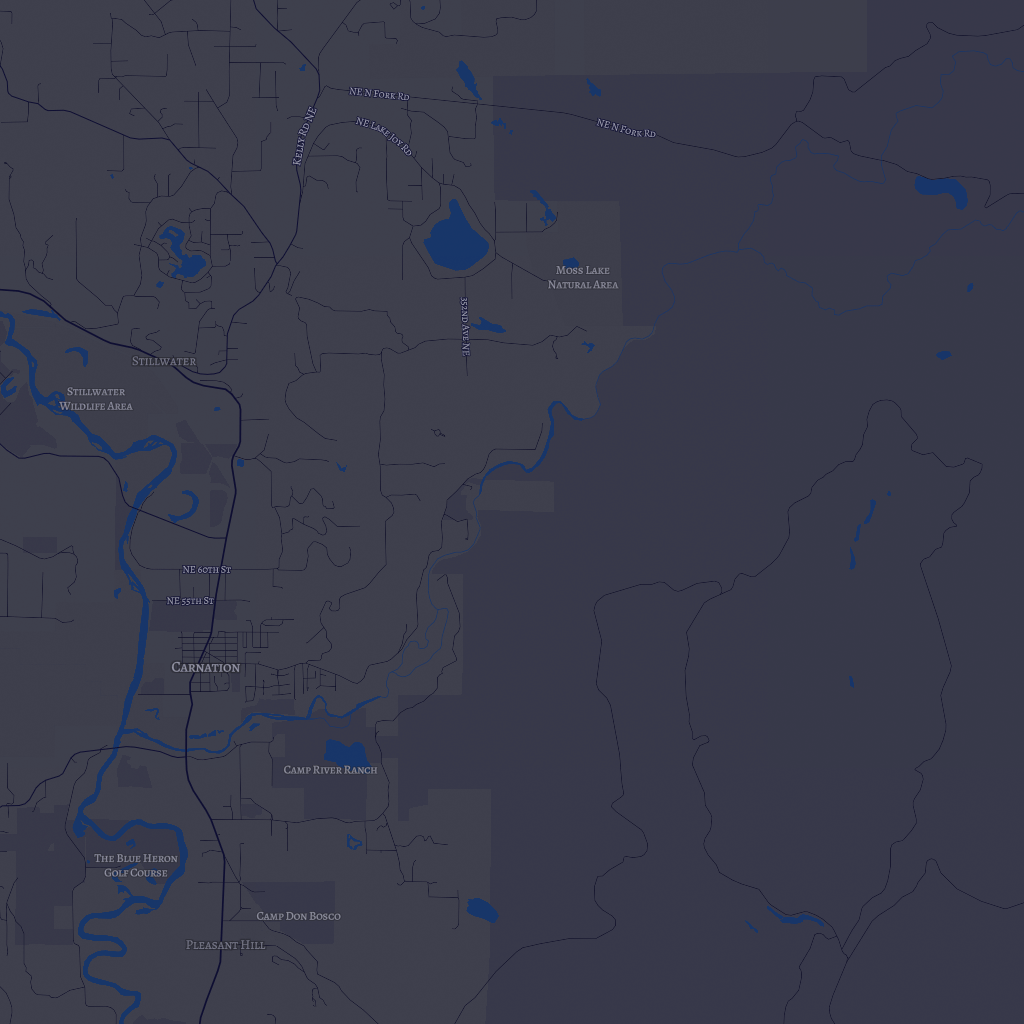 NE N Fork Rd
NE Lake Joy Rd
Kelly Rd NE
NE N Fork Rd
Moss Lake
Natural Area
352nd Ave NE
Stillwater
Stillwater
Wildlife Area
NE 60th St
NE 55th St
Carnation
Camp River Ranch
The Blue Heron
Golf Course
Camp Don Bosco
Pleasant Hill